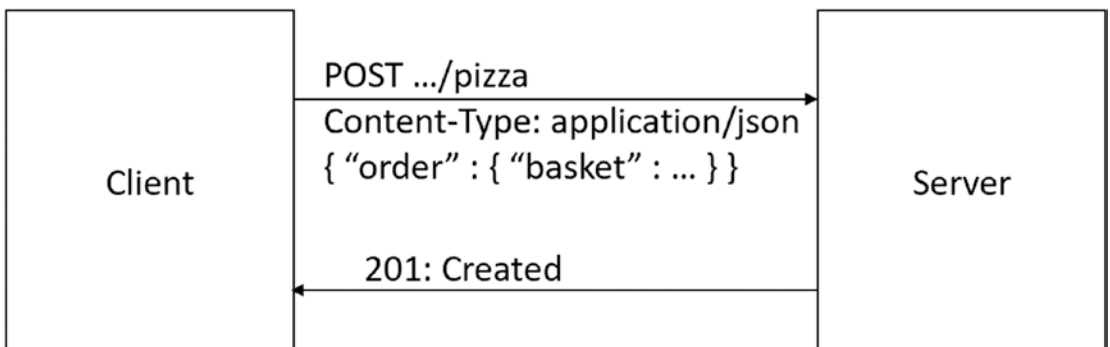 POST .../pizza
Content-Type: application/json
{ “order” : { “basket” : ... } }
Client
Server
201: Created